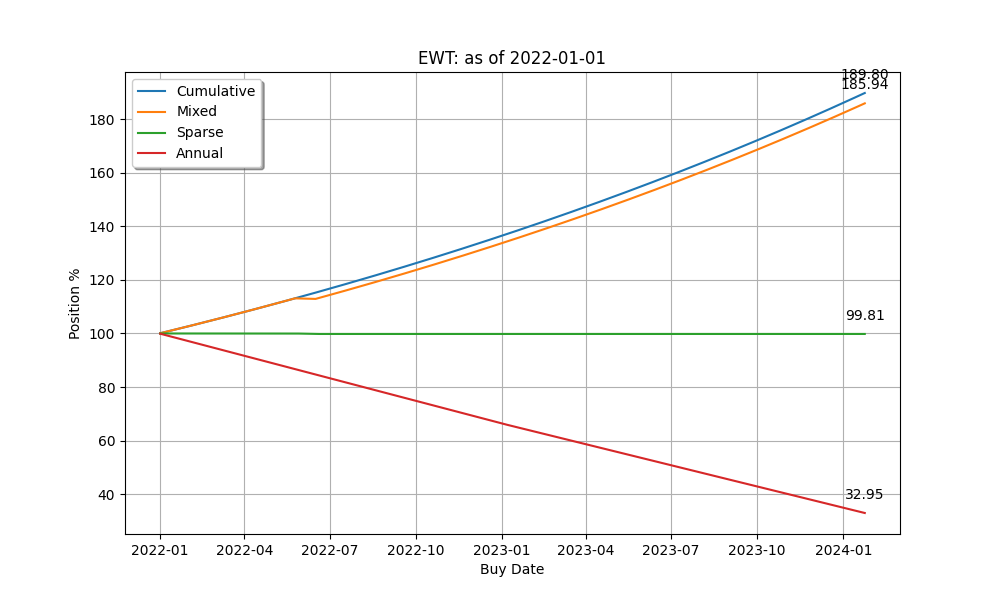 EWT: as of 2022-01-01
189.80
185.94
Cumulative
Mixed
Sparse
Annual
180
160
140
120
100
80
60
40
Position %
99.81
32.95
2022-01 2022-04 2022-07 2022-10 2023-01 2023-04 2023-07 2023-10 2024-01
Buy Date